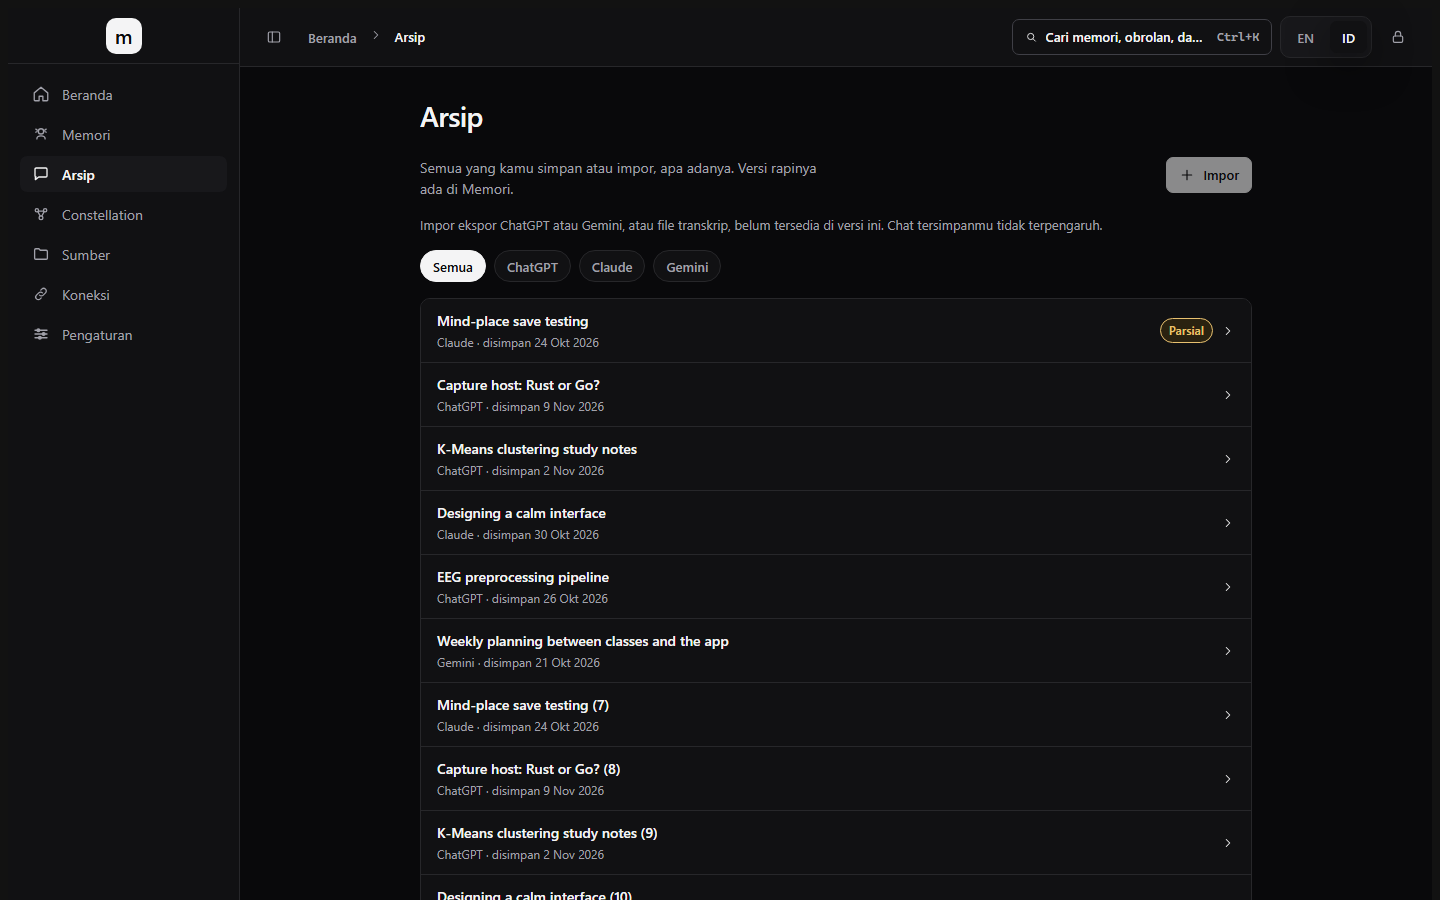 m
Beranda
Memori
Arsip
Constellation
Sumber
Koneksi
Pengaturan
Beranda
Arsip
Cari memori, obrolan, da...
Ctrl+K
EN
ID
Arsip
Semua yang kamu simpan atau impor, apa adanya. Versi rapinya
ada di Memori.
Impor
Impor ekspor ChatGPT atau Gemini, atau file transkrip, belum tersedia di versi ini. Chat tersimpanmu tidak terpengaruh.
Semua
ChatGPT
Claude
Gemini
Mind-place save testing
Claude · disimpan 24 Okt 2026
Parsial
Capture host: Rust or Go?
ChatGPT · disimpan 9 Nov 2026
K-Means clustering study notes
ChatGPT · disimpan 2 Nov 2026
Designing a calm interface
Claude · disimpan 30 Okt 2026
EEG preprocessing pipeline
ChatGPT · disimpan 26 Okt 2026
Weekly planning between classes and the app
Gemini · disimpan 21 Okt 2026
Mind-place save testing (7)
Claude · disimpan 24 Okt 2026
Capture host: Rust or Go? (8)
ChatGPT · disimpan 9 Nov 2026
K-Means clustering study notes (9)
ChatGPT · disimpan 2 Nov 2026
Designing a calm interface (10)